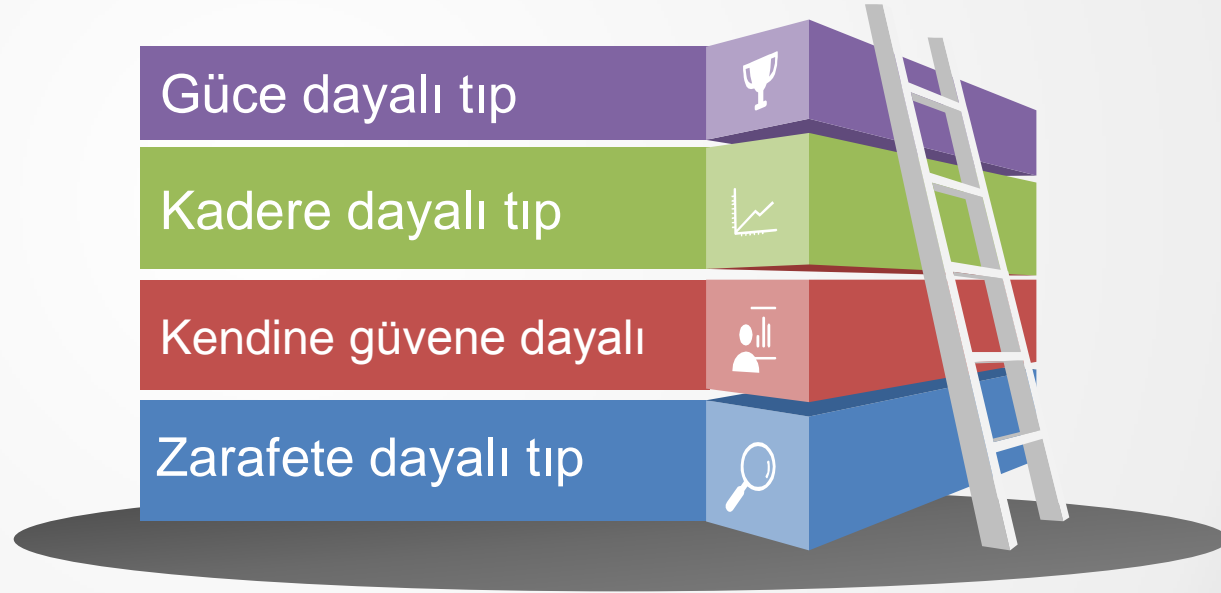 Güce dayalı tıp
Kadere dayalı tıp
Kendine güvene dayalı
Zarafete dayalı tıp